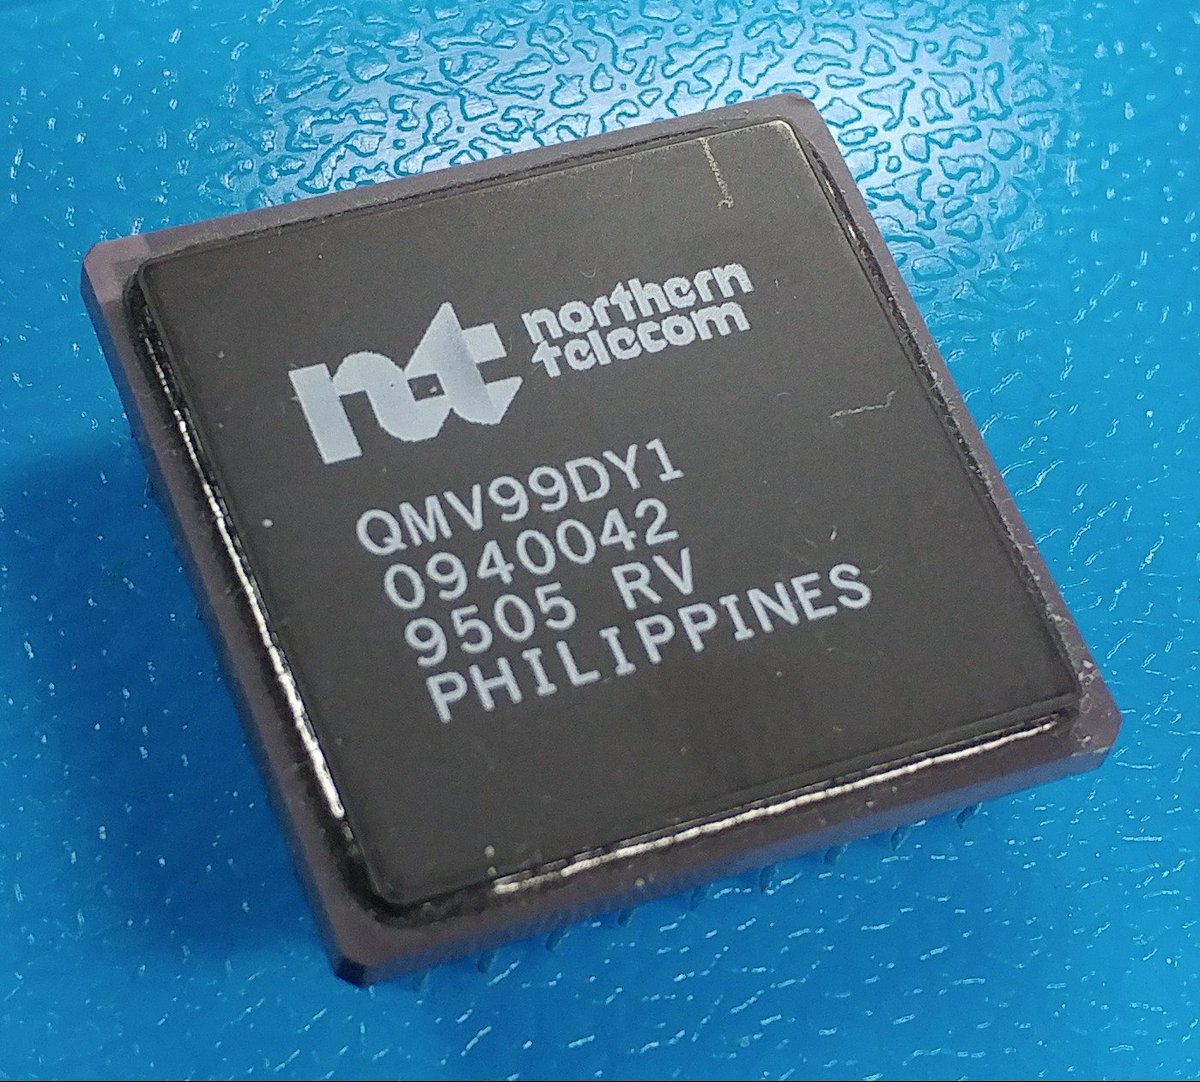 nt northern
telecom
QMV99DY1
0940042
9505 RV
PHILIPPINES